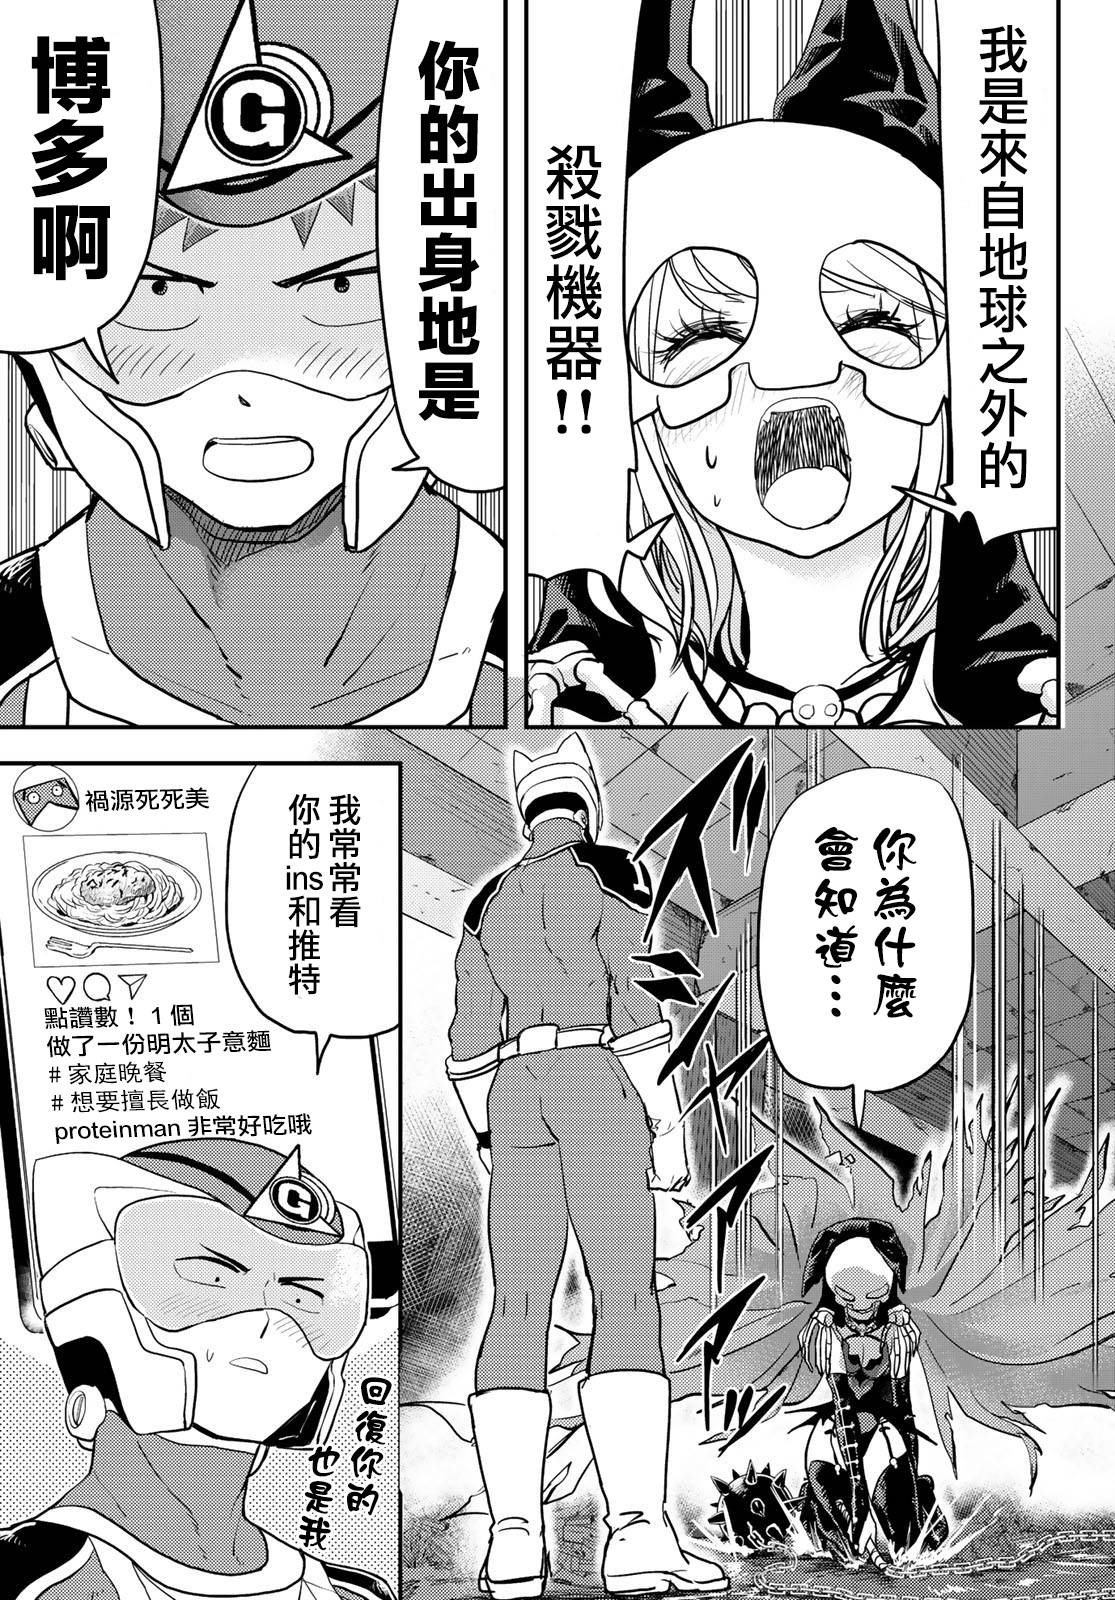 我是來自地球之外的
殺戮機器!!
你的出身地是
博多啊
G
你為什麼
會知道…
我常常看
你的ins和推特
禍源死死美
點讚數！1個
做了一份明太子意麵
#家庭晚餐
#想要擅長做飯
proteinman 非常好吃哦
G
回復你的
也是我